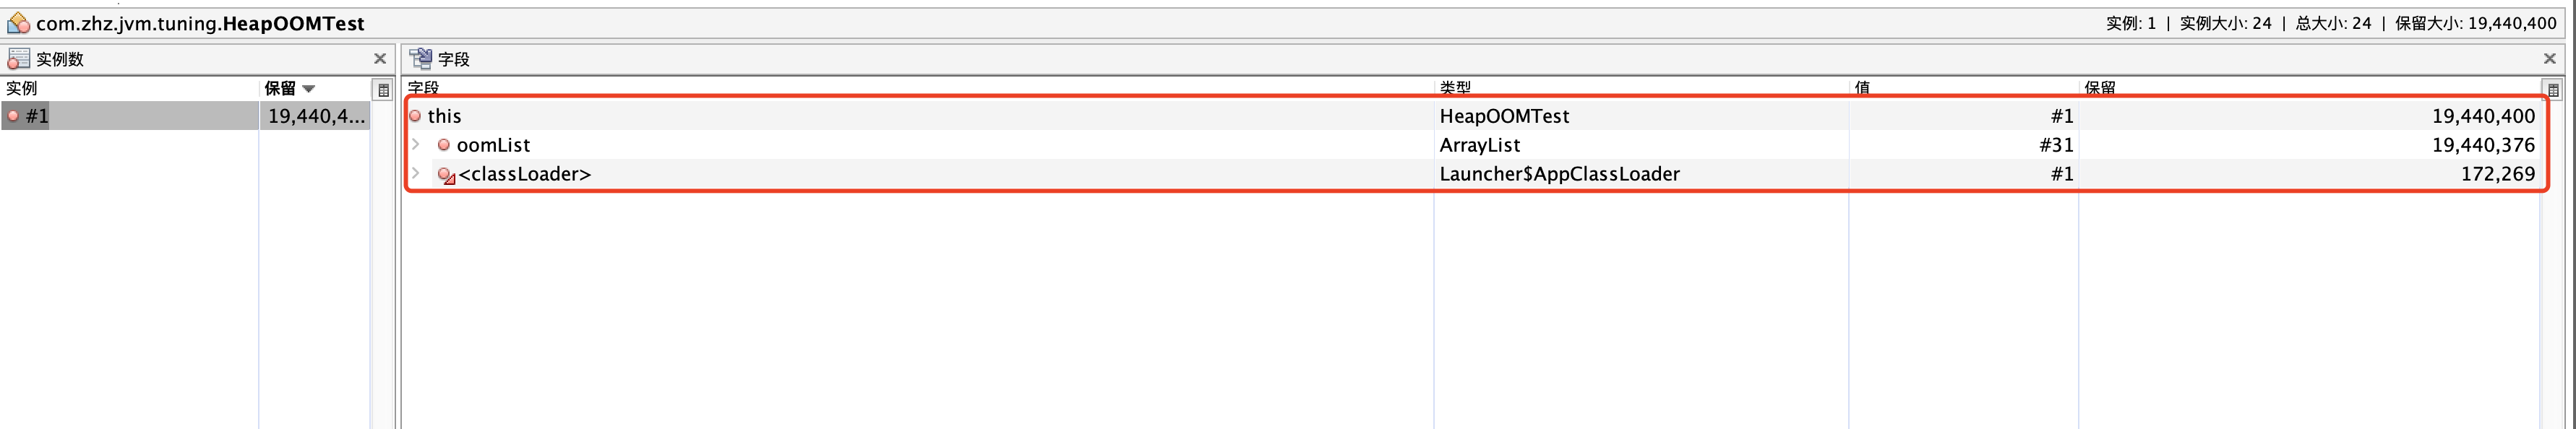 com.zhz.jvm.tuning.HeapOOMTest 实例: 1 | 实例大小: 24 | 总大小: 24 | 保留大小: 19,440,400
实例数 字段
实例 保留 字段 类型 值 保留
#1 19,440,4... this HeapOOMTest #1 19,440,400
oomList ArrayList #31 19,440,376
<classLoader> Launcher$AppClassLoader #1 172,269